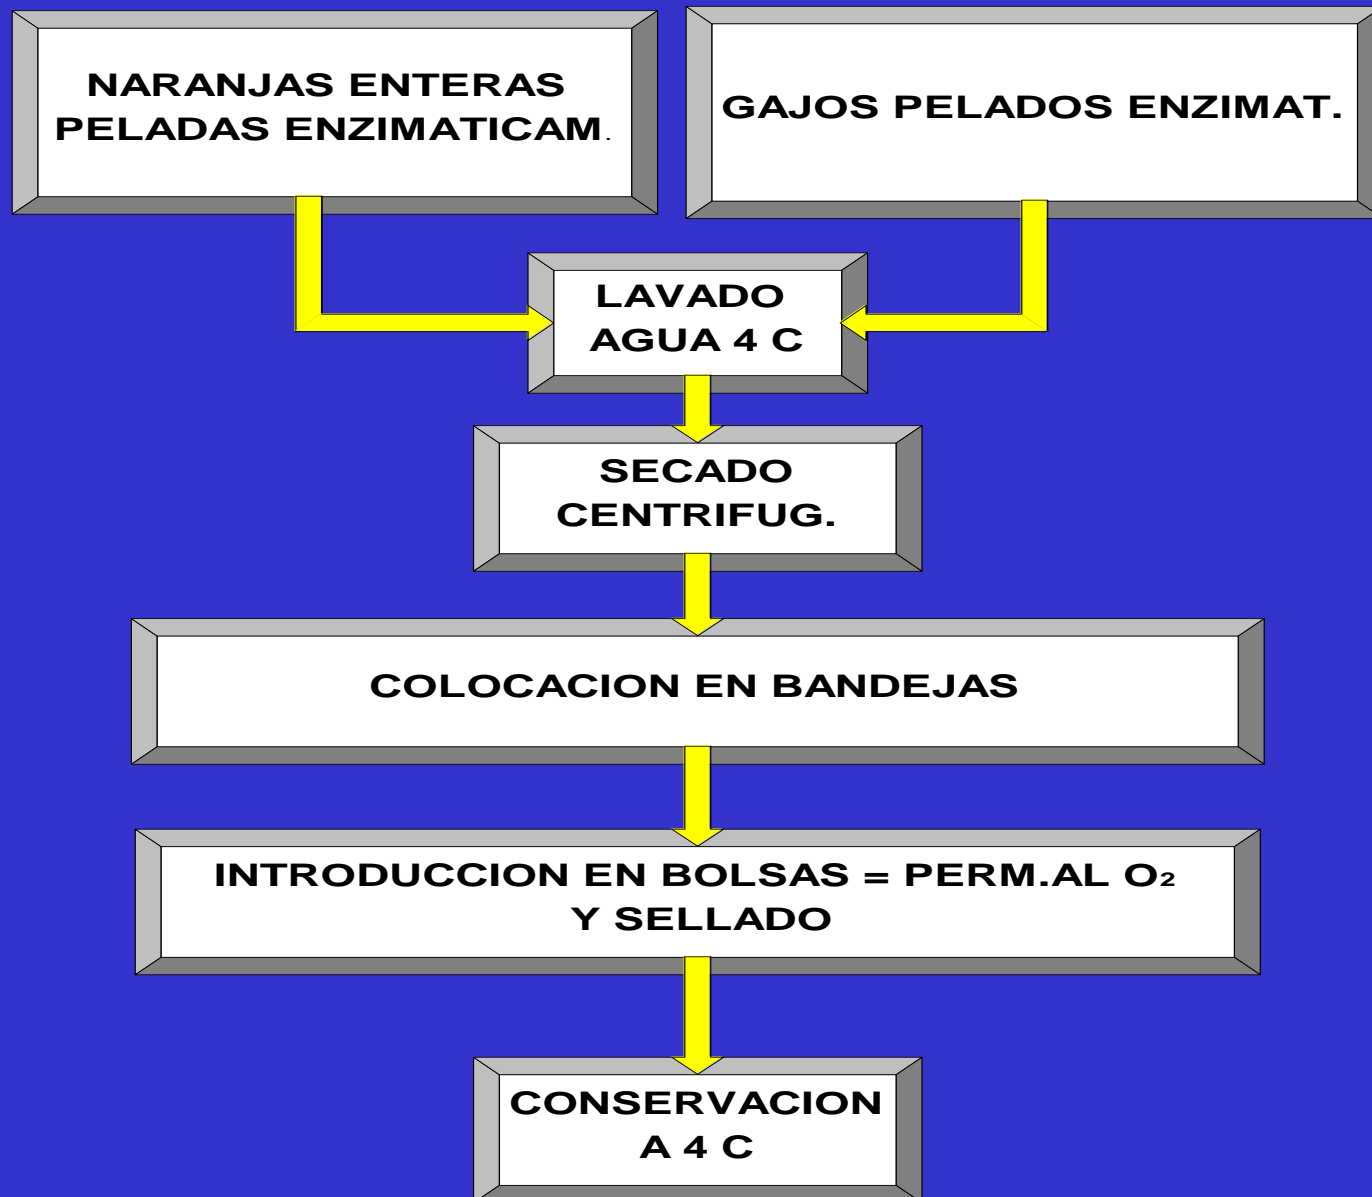 NARANJAS ENTERAS
PELADAS ENZIMATICAM.
GAJOS PELADOS ENZIMAT.
LAVADO
AGUA 4 C
SECADO
CENTRIFUG.
COLOCACION EN BANDEJAS
INTRODUCCION EN BOLSAS = PERM.AL O₂
Y SELLADO
CONSERVACION
A 4 C